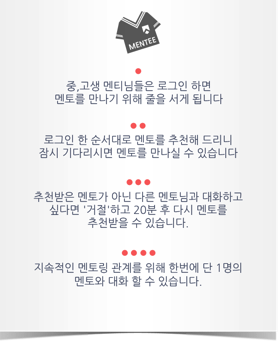 MENTEE
중,고생 멘티님들은 로그인 하면
멘토를 만나기 위해 줄을 서게 됩니다
로그인 한 순서대로 멘토를 추천해 드리니
잠시 기다리시면 멘토를 만나실 수 있습니다
추천받은 멘토가 아닌 다른 멘토님과 대화하고
싶다면 '거절'하고 20분 후 다시 멘토를
추천받을 수 있습니다.
지속적인 멘토링 관계를 위해 한번에 단 1명의
멘토와 대화 할 수 있습니다.